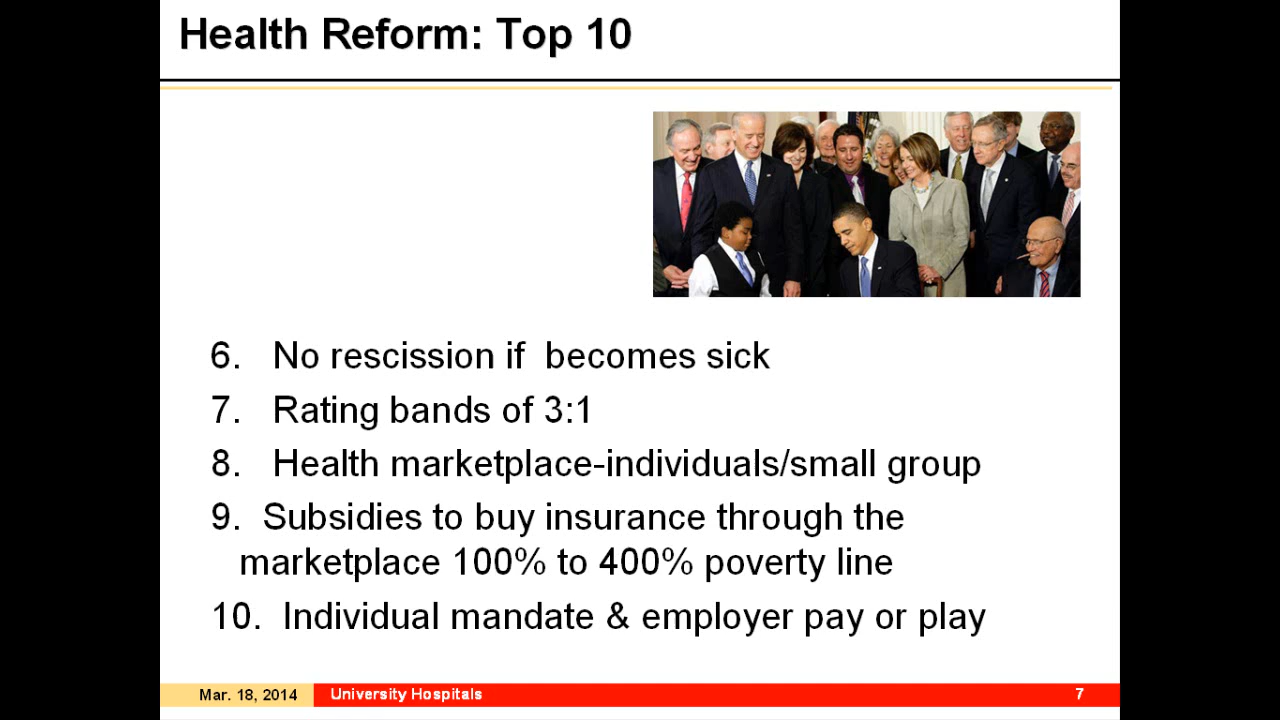 Health Reform: Top 10
6. No rescission if becomes sick
7. Rating bands of 3:1
8. Health marketplace-individuals/small group
9. Subsidies to buy insurance through the
marketplace 100% to 400% poverty line
10. Individual mandate & employer pay or play
Mar. 18, 2014 University Hospitals 7